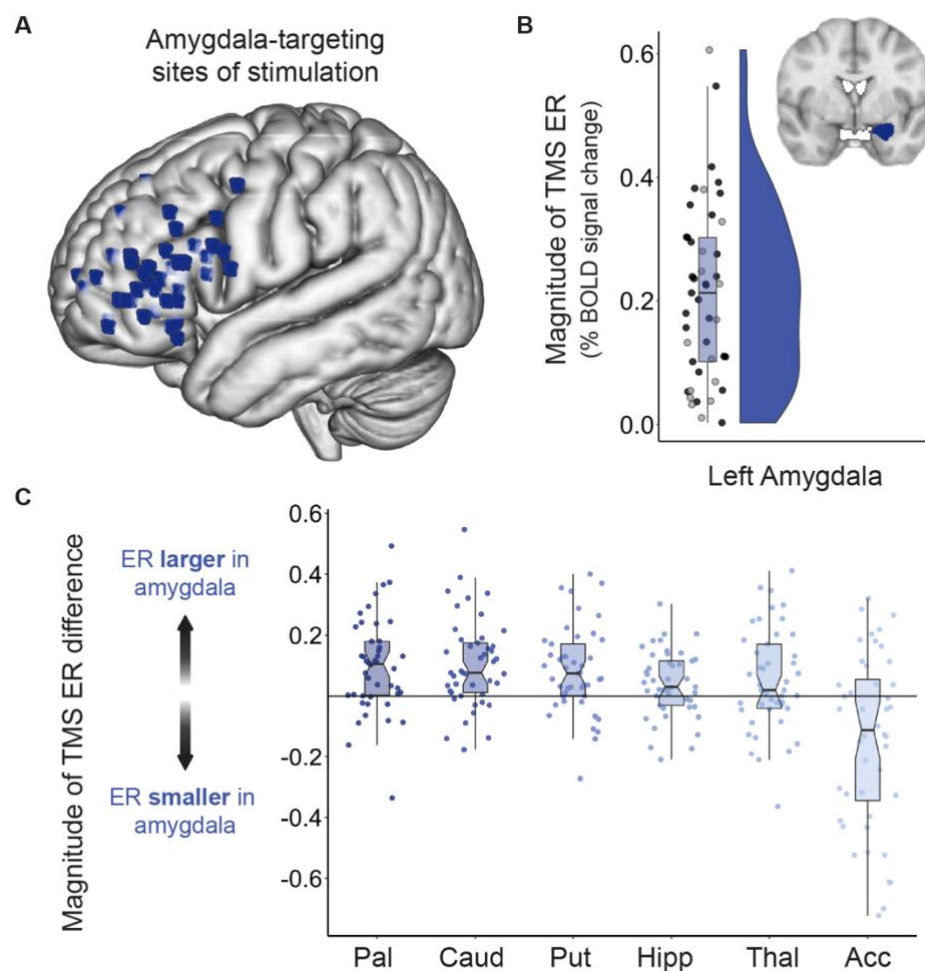 A
Amygdala-targeting
sites of stimulation
B
Magnitude of TMS ER
(% BOLD signal change)
0.6
0.4
0.2
0.0
Left Amygdala
C
Magnitude of TMS ER difference
ER larger in
amygdala
ER smaller in
amygdala
0.6
0.4
0.2
0
-0.2
-0.4
-0.6
Pal Caud Put Hipp Thal Acc